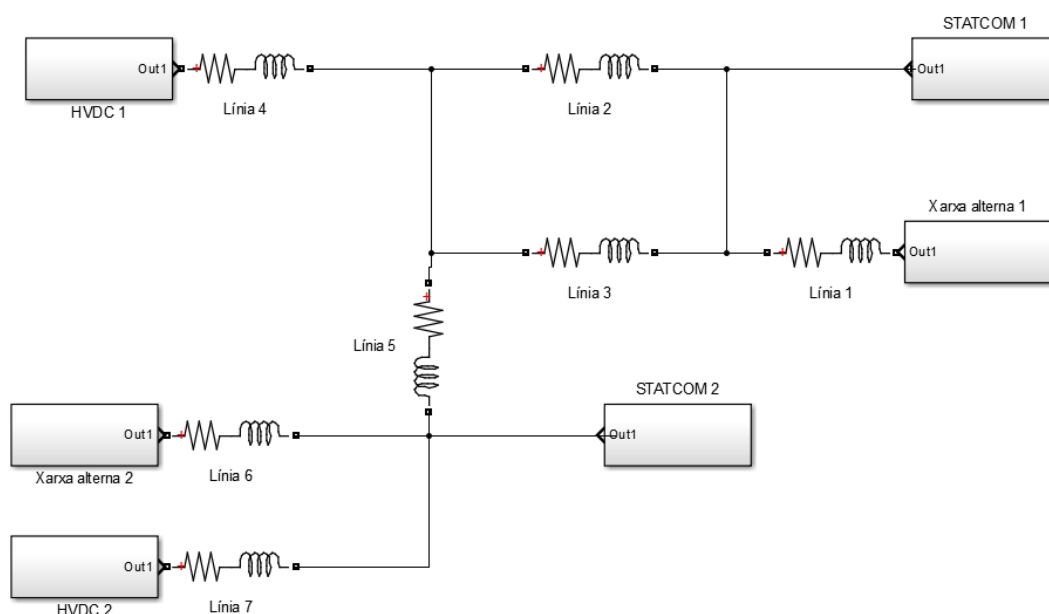 STATCOM 1
Out1
Out1
HVDC 1
Línia 4
Línia 2
Xarxa alterna 1
Out1
Línia 3
Línia 1
Línia 5
STATCOM 2
Out1
Out1
Xarxa alterna 2
Línia 6
Out1
HVDC 2
Línia 7